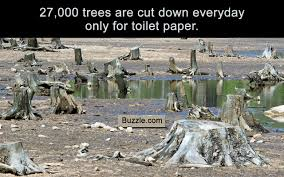 27,000 trees are cut down everyday
only for toilet paper.
Buzzle.com